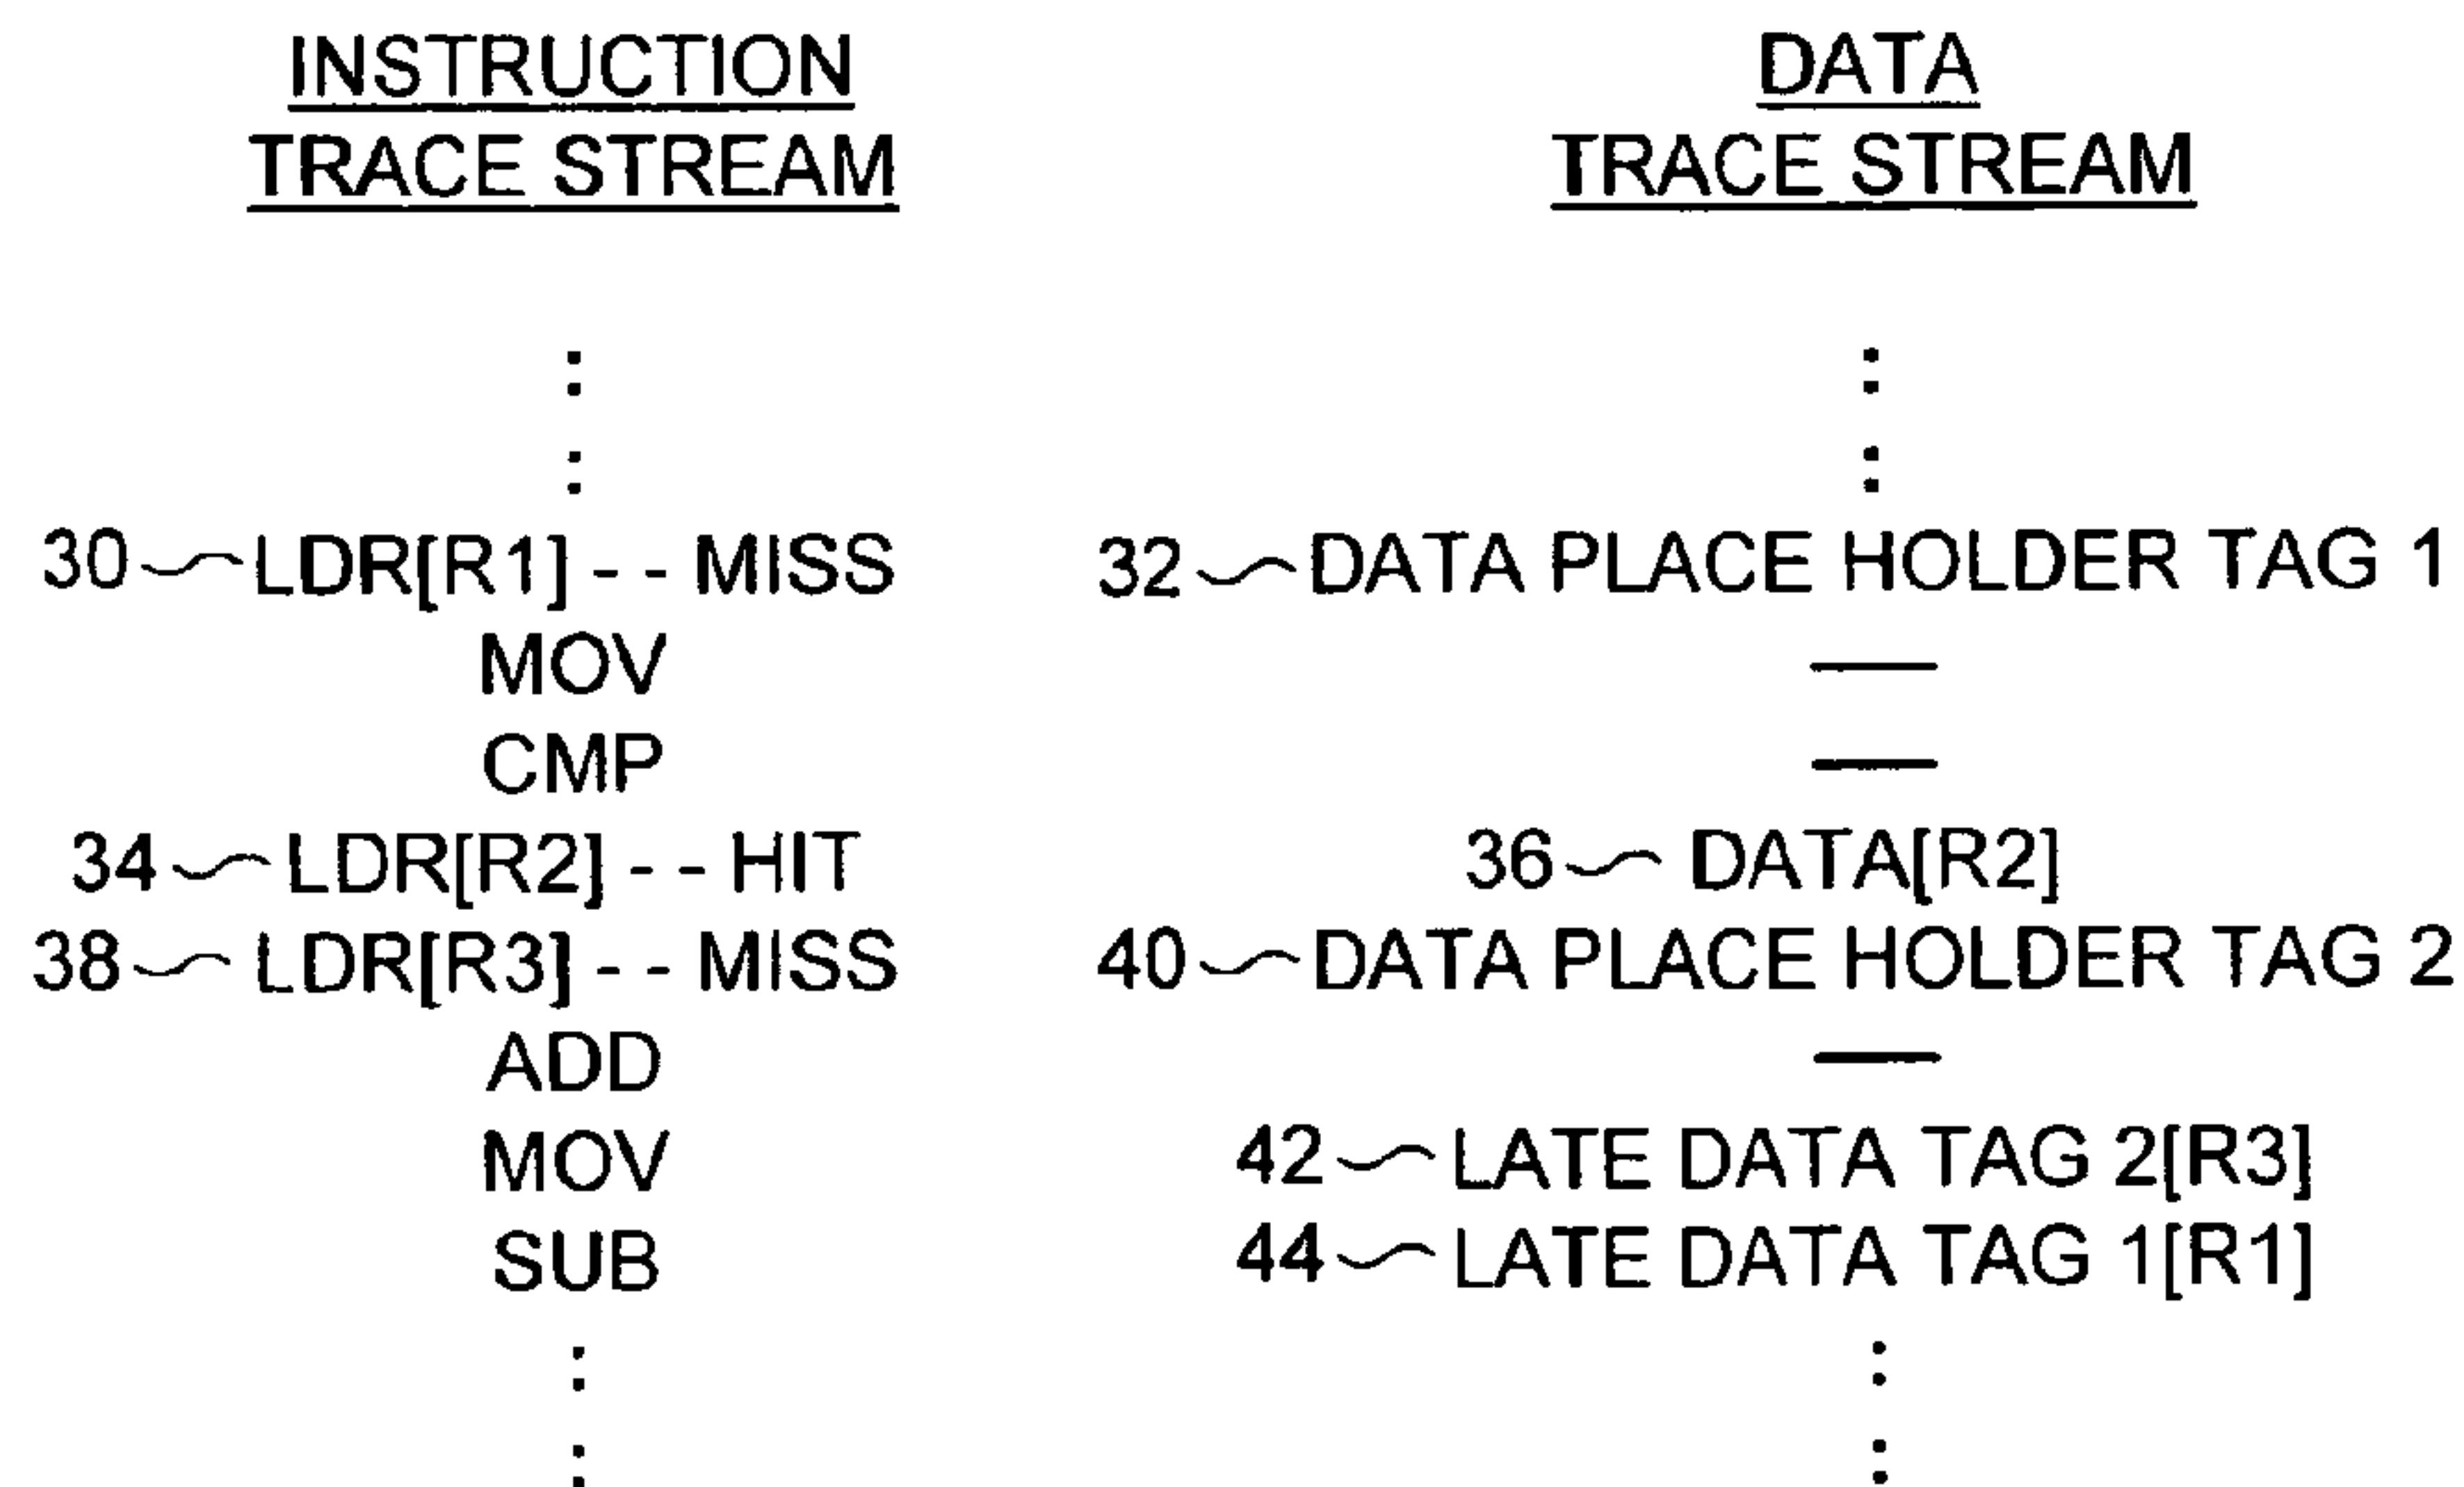 INSTRUCTION
TRACE STREAM
DATA
TRACE STREAM
30 LDR[R1] -- MISS
32 DATA PLACE HOLDER TAG 1
MOV
CMP
34 LDR[R2] -- HIT
36 DATA[R2]
38 LDR[R3] -- MISS
40 DATA PLACE HOLDER TAG 2
ADD
MOV
42 LATE DATA TAG 2[R3]
SUB
44 LATE DATA TAG 1[R1]